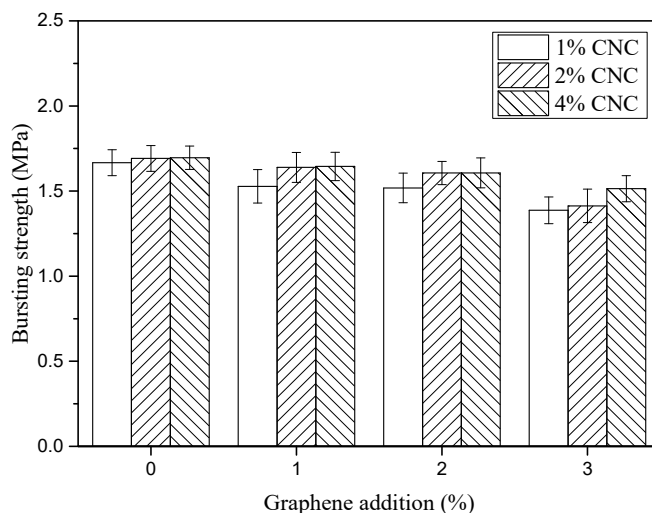 2.5
2.0
1.5
1.0
0.5
0.0
Bursting strength (MPa)
1% CNC
2% CNC
4% CNC
0 1 2 3
Graphene addition (%)